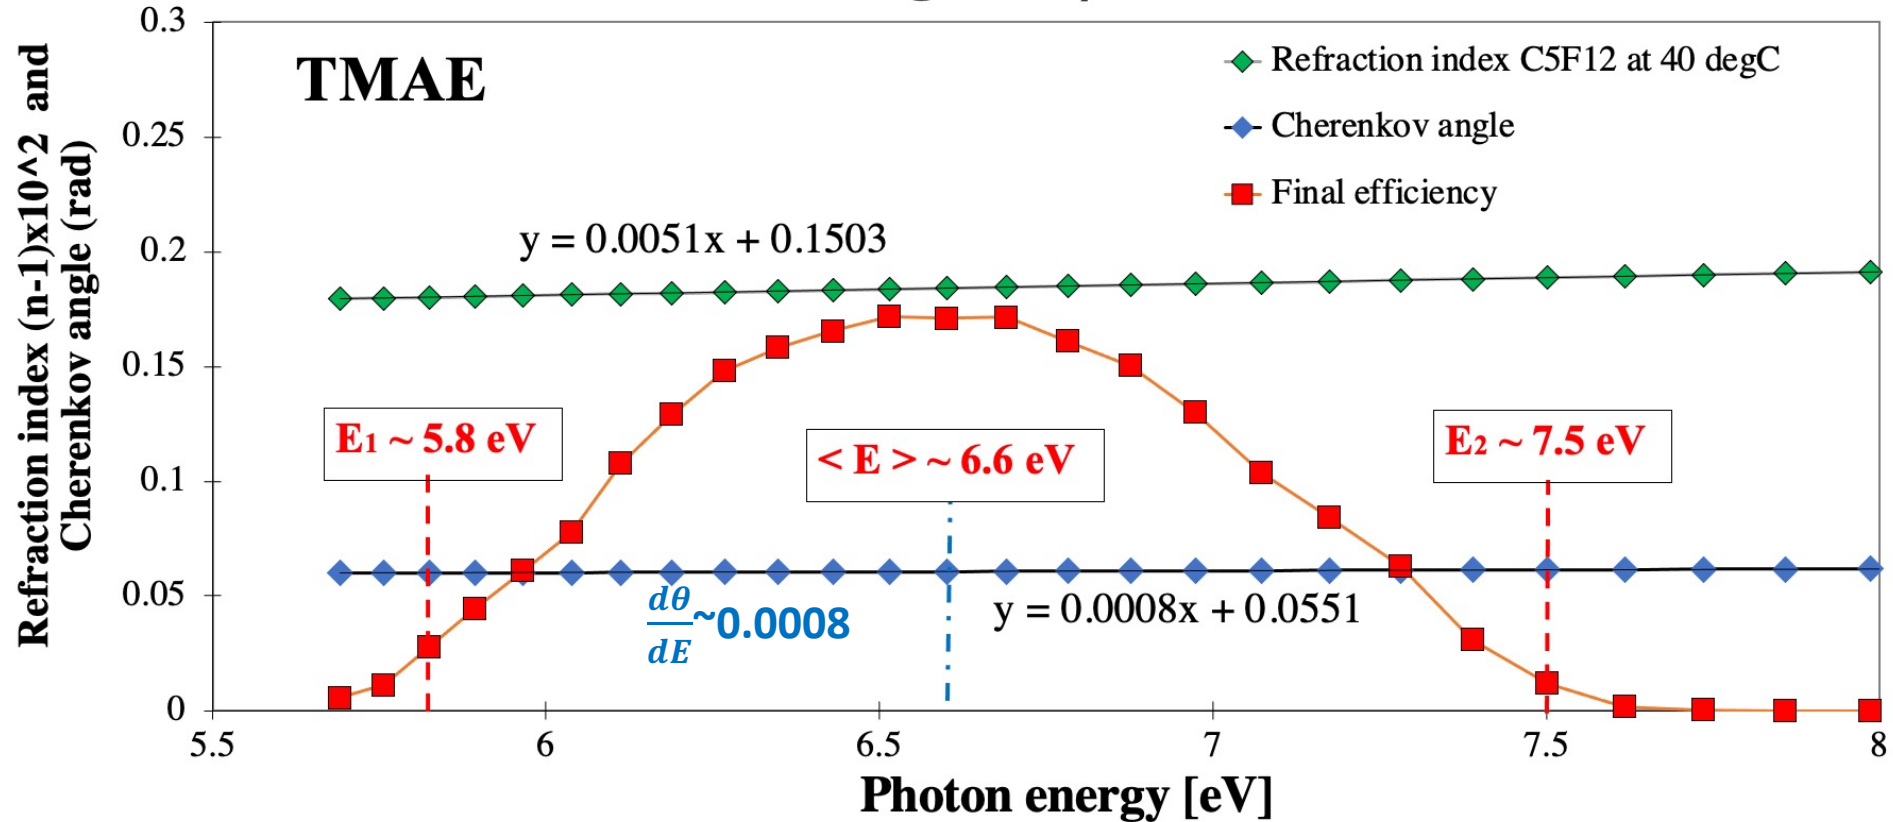 0.3
0.25
0.2
0.15
0.1
0.05
0
Refraction index (n-1)x10^2 and
Cherenkov angle (rad)
TMAE
Refraction index C5F12 at 40 degC
Cherenkov angle
Final efficiency
y = 0.0051x + 0.1503
E1 ~ 5.8 eV
< E > ~ 6.6 eV
E2 ~ 7.5 eV
dθ/dE~0.0008
y = 0.0008x + 0.0551
5.5 6 6.5 7 7.5 8
Photon energy [eV]